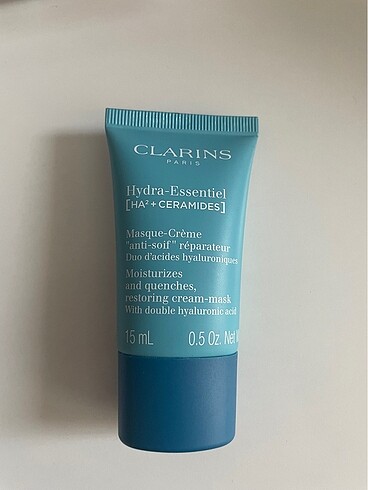 CLARINS
PARIS
Hydra-Essentiel
[HA²+CERAMIDES]
Masque-Crème
"anti-soif" réparateur
Duo d'acides hyaluroniques
Moisturizes
and quenches,
restoring cream-mask
With double hyaluronic acid
15 mL 0.5 Oz. Net